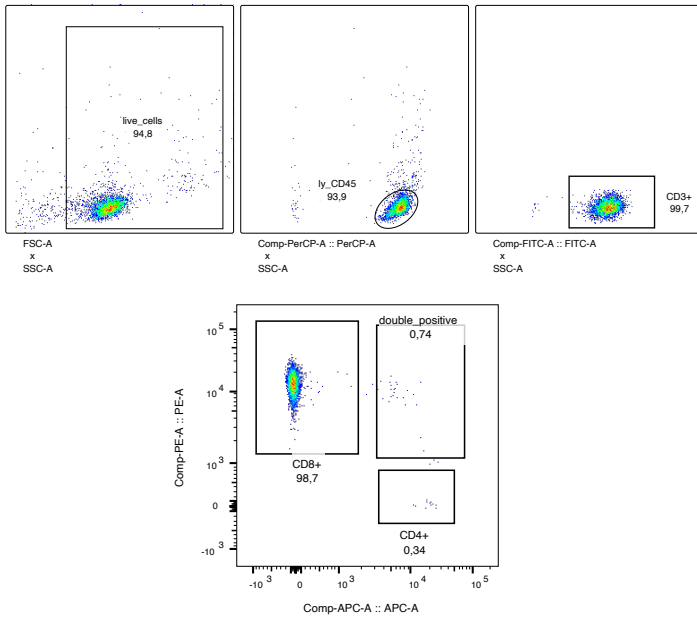 live_cells
94,8
ly_CD45
93,9
CD3+
99,7
FSC-A
x
SSC-A
Comp-PerCP-A :: PerCP-A
x
SSC-A
Comp-FITC-A :: FITC-A
x
SSC-A
double_positive
0,74
10 5
10 4
10 3
0
-10 3
Comp-PE-A :: PE-A
CD8+
98,7
CD4+
0,34
-10 3 0 10 3 10 4 10 5
Comp-APC-A :: APC-A